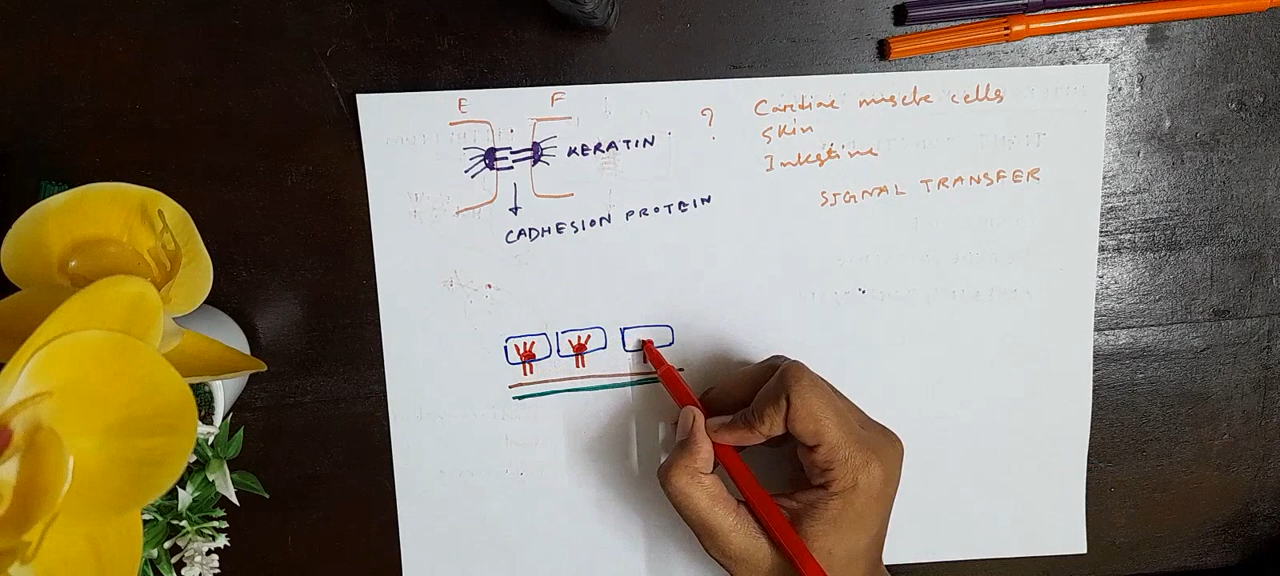 E F
KERATIN
CADHESION PROTEIN
?
Cardiac muscle cells
Skin
Intestine
SIGNAL TRANSFER